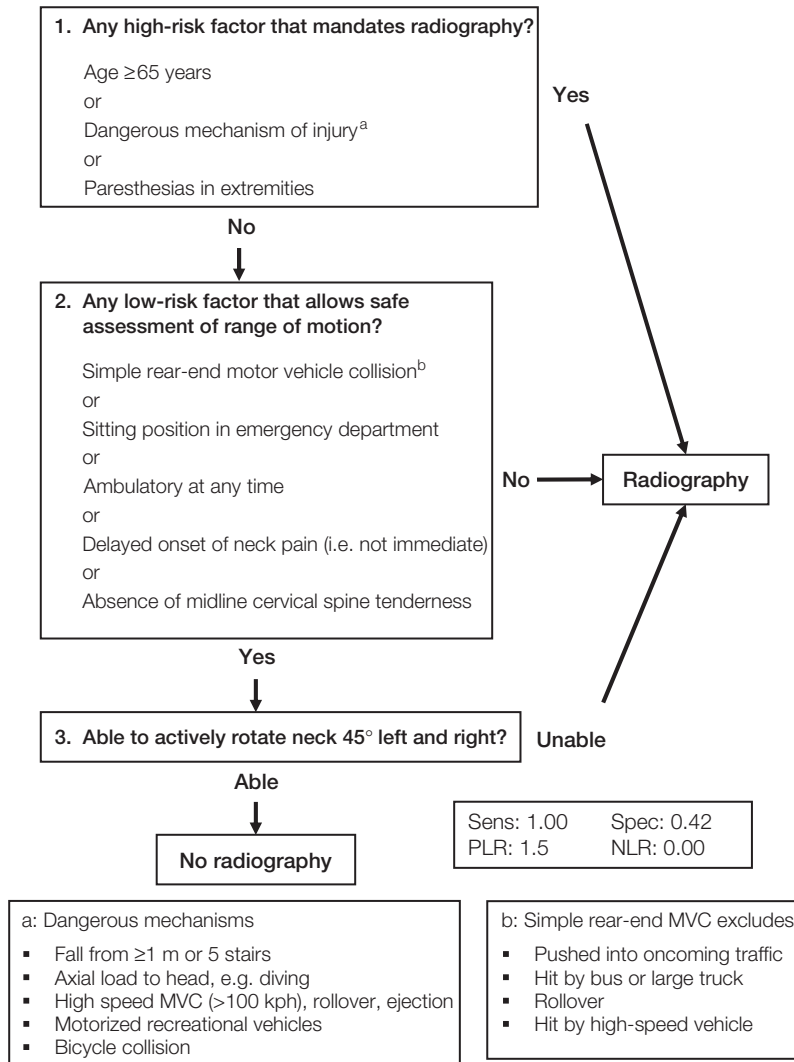 1. Any high-risk factor that mandates radiography?
Age ≥65 years
or
Dangerous mechanism of injurya
or
Paresthesias in extremities
Yes
No
2. Any low-risk factor that allows safe
assessment of range of motion?
Simple rear-end motor vehicle collisionb
or
Sitting position in emergency department
or
Ambulatory at any time
or
Delayed onset of neck pain (i.e. not immediate)
or
Absence of midline cervical spine tenderness
No
Radiography
Yes
3. Able to actively rotate neck 45° left and right?
Unable
Able
No radiography
Sens: 1.00 Spec: 0.42
PLR: 1.5 NLR: 0.00
a: Dangerous mechanisms
▪ Fall from ≥1 m or 5 stairs
▪ Axial load to head, e.g. diving
▪ High speed MVC (>100 kph), rollover, ejection
▪ Motorized recreational vehicles
▪ Bicycle collision
b: Simple rear-end MVC excludes
▪ Pushed into oncoming traffic
▪ Hit by bus or large truck
▪ Rollover
▪ Hit by high-speed vehicle